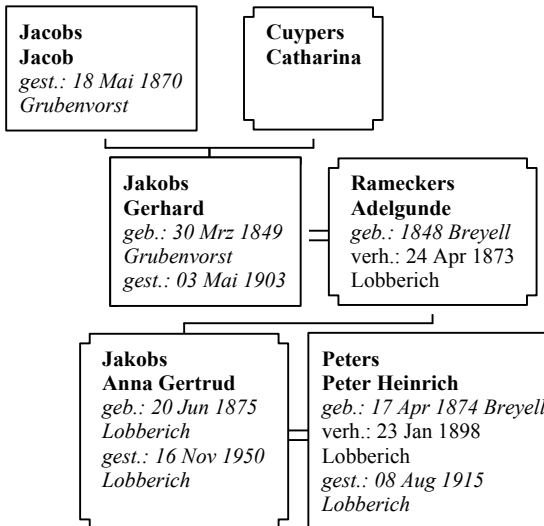 Jacobs
Jacob
gest.: 18 Mai 1870
Grubenvorst
Cuypers
Catharina
Jakobs
Gerhard
geb.: 30 Mrz 1849
Grubenvorst
gest.: 03 Mai 1903
Rameckers
Adelgunde
geb.: 1848 Breyell
verh.: 24 Apr 1873
Lobberich
Jakobs
Anna Gertrud
geb.: 20 Jun 1875
Lobberich
gest.: 16 Nov 1950
Lobberich
Peters
Peter Heinrich
geb.: 17 Apr 1874 Breyell
verh.: 23 Jan 1898
Lobberich
gest.: 08 Aug 1915
Lobberich